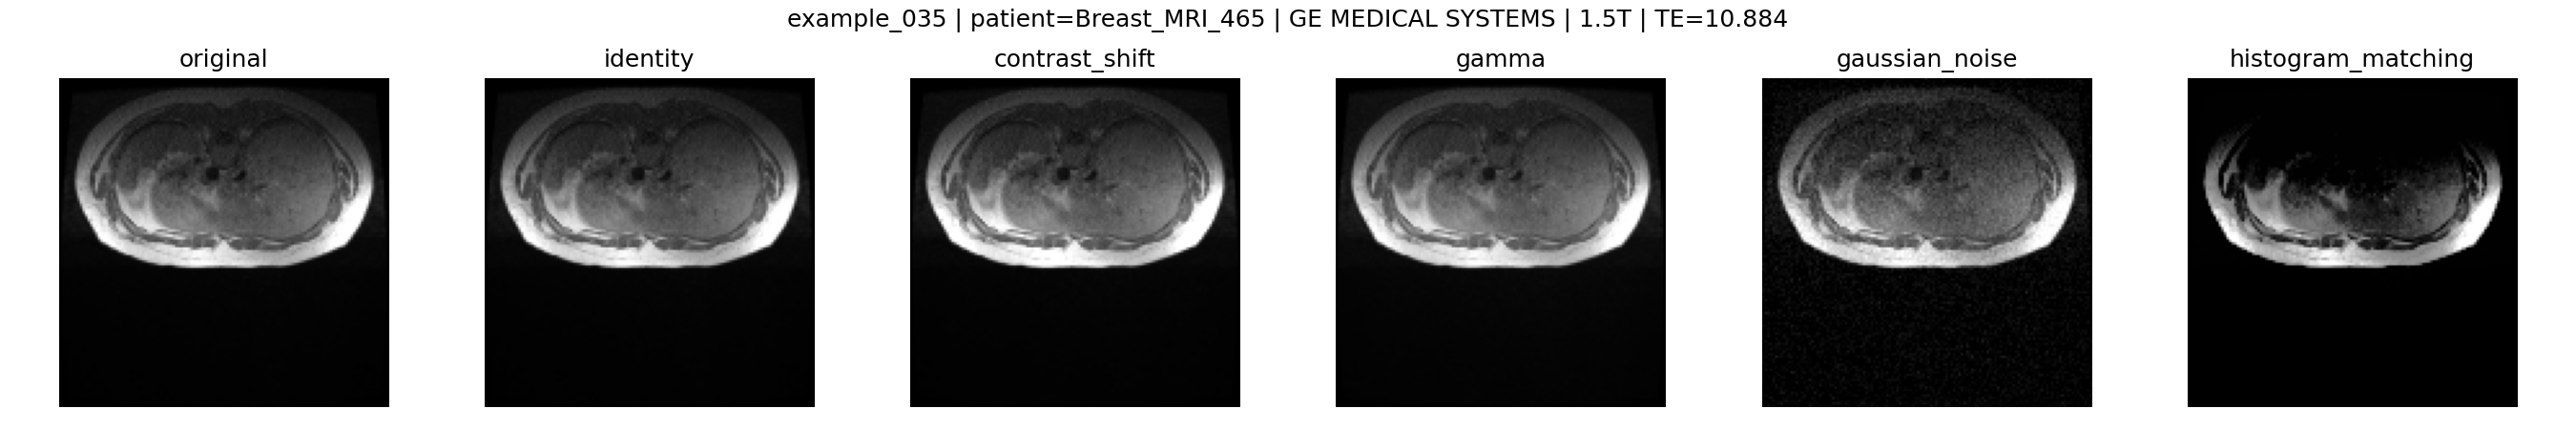 example_035 | patient=Breast_MRI_465 | GE MEDICAL SYSTEMS | 1.5T | TE=10.884
original
identity
contrast_shift
gamma
gaussian_noise
histogram_matching